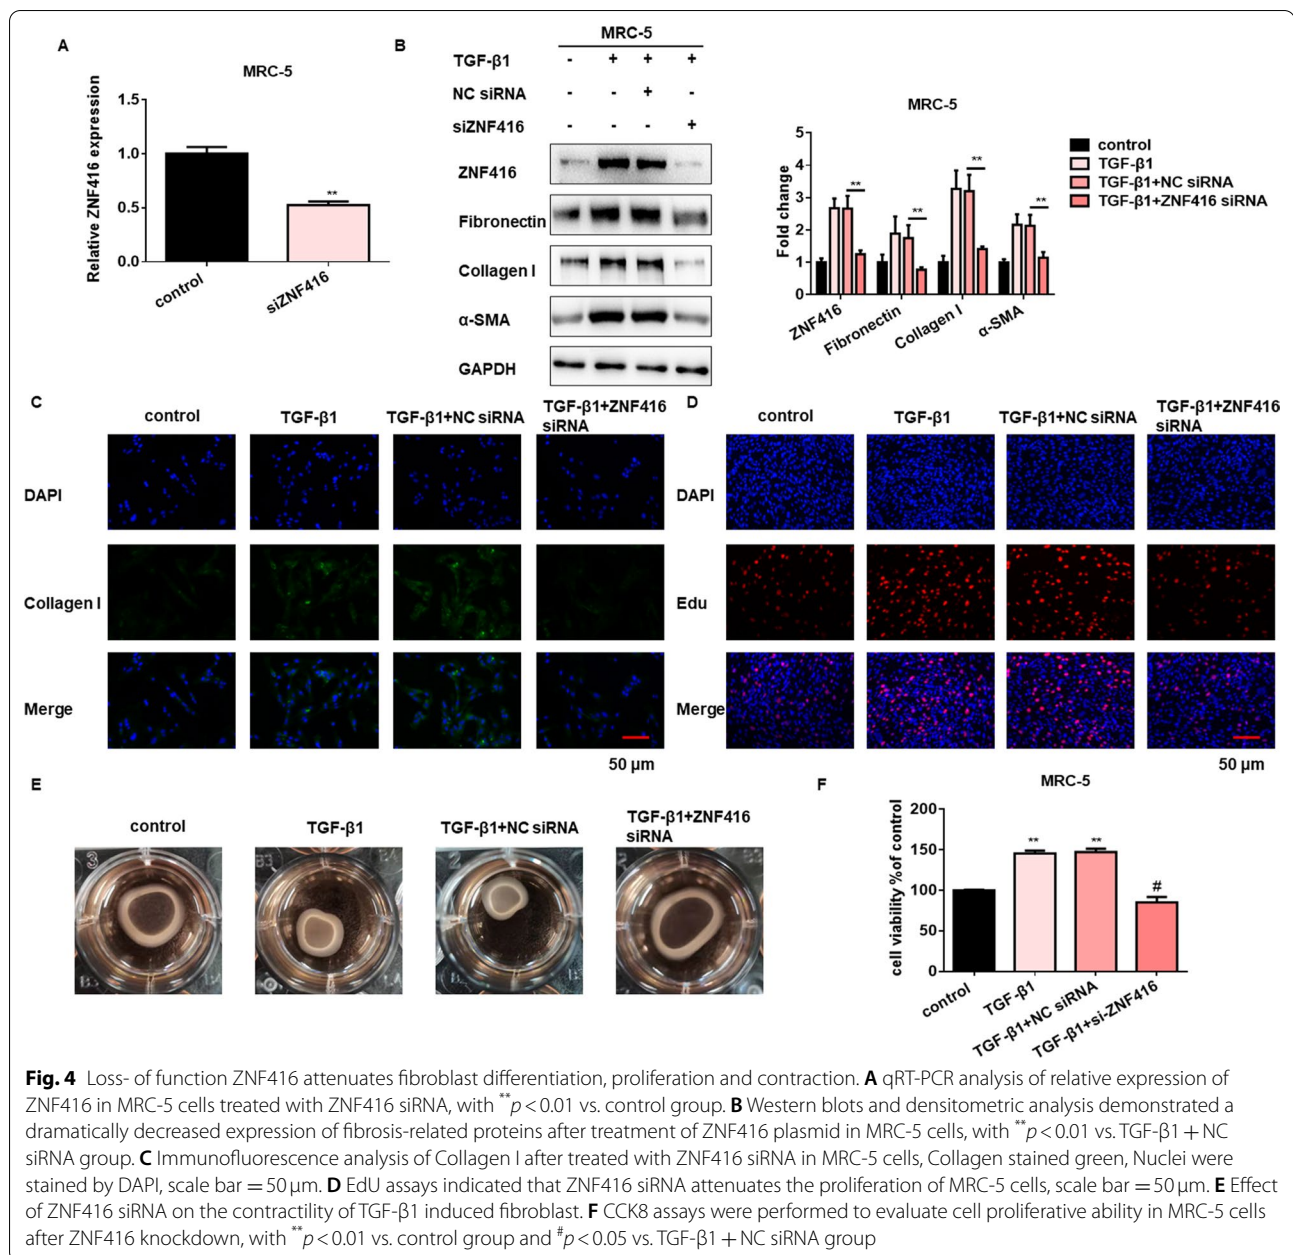 A
MRC-5
Relative ZNF416 expression
1.5
1.0
0.5
0.0
**
control
siZNF416
B
MRC-5
TGF-β1 - + + +
NC siRNA - - + -
siZNF416 - - - +
ZNF416
Fibronectin
Collagen I
α-SMA
GAPDH
MRC-5
Fold change
5
4
3
2
1
0
** ** ** **
ZNF416
Fibronectin
Collagen I
α-SMA
control
TGF-β1
TGF-β1+NC siRNA
TGF-β1+ZNF416 siRNA
C
control TGF-β1 TGF-β1+NC siRNA TGF-β1+ZNF416
siRNA
DAPI
Collagen I
Merge
50 μm
D
control TGF-β1 TGF-β1+NC siRNA TGF-β1+ZNF416
siRNA
DAPI
Edu
Merge
50 μm
E
control TGF-β1 TGF-β1+NC siRNA TGF-β1+ZNF416
siRNA
3
B3
2
F
MRC-5
cell viability % of control
200
150
100
50
0
** ** #
control
TGF-β1
TGF-β1+NC siRNA
TGF-β1+si-ZNF416
Fig. 4 Loss- of function ZNF416 attenuates fibroblast differentiation, proliferation and contraction. A qRT-PCR analysis of relative expression of
ZNF416 in MRC-5 cells treated with ZNF416 siRNA, with **p < 0.01 vs. control group. B Western blots and densitometric analysis demonstrated a
dramatically decreased expression of fibrosis-related proteins after treatment of ZNF416 plasmid in MRC-5 cells, with **p < 0.01 vs. TGF-β1 + NC
siRNA group. C Immunofluorescence analysis of Collagen I after treated with ZNF416 siRNA in MRC-5 cells, Collagen stained green, Nuclei were
stained by DAPI, scale bar = 50 μm. D EdU assays indicated that ZNF416 siRNA attenuates the proliferation of MRC-5 cells, scale bar = 50 μm. E Effect
of ZNF416 siRNA on the contractility of TGF-β1 induced fibroblast. F CCK8 assays were performed to evaluate cell proliferative ability in MRC-5 cells
after ZNF416 knockdown, with **p < 0.01 vs. control group and #p < 0.05 vs. TGF-β1 + NC siRNA group